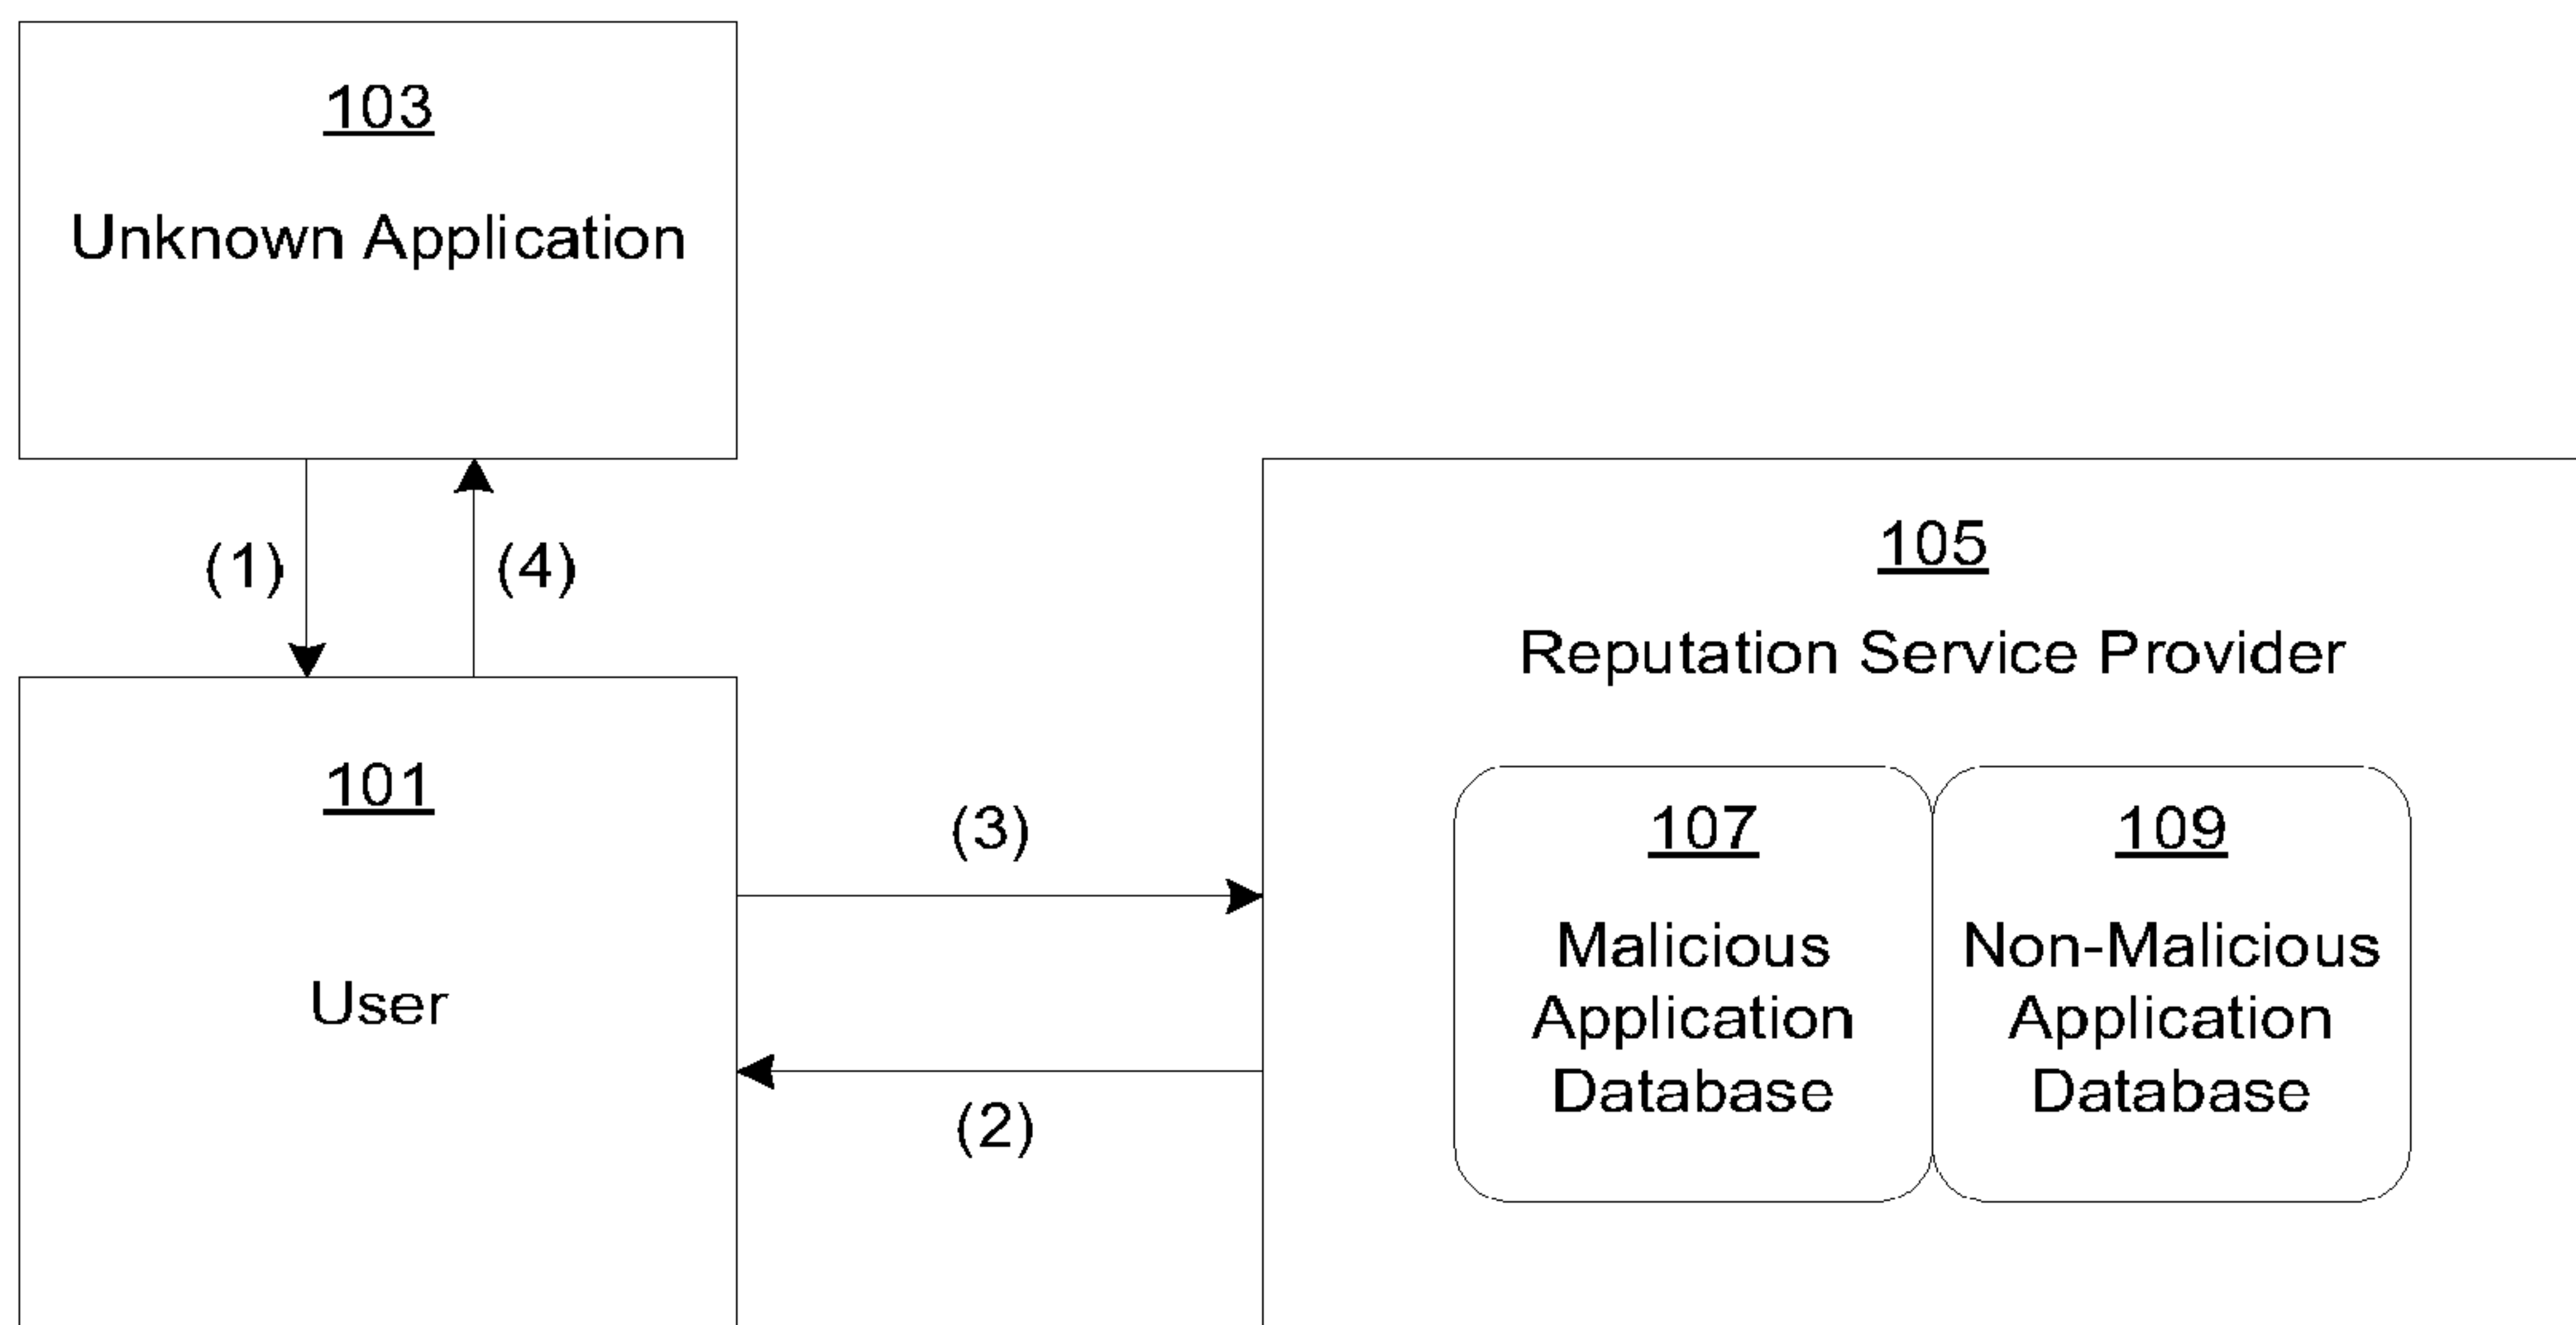 103
Unknown Application
(1)
(4)
105
Reputation Service Provider
101
User
(3)
(2)
107
Malicious
Application
Database
109
Non-Malicious
Application
Database